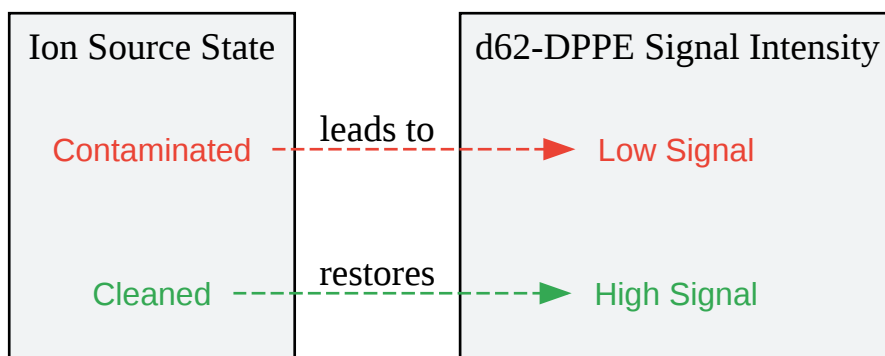 Ion Source State
d62-DPPE Signal Intensity
Contaminated
leads to
Low Signal
Cleaned
restores
High Signal